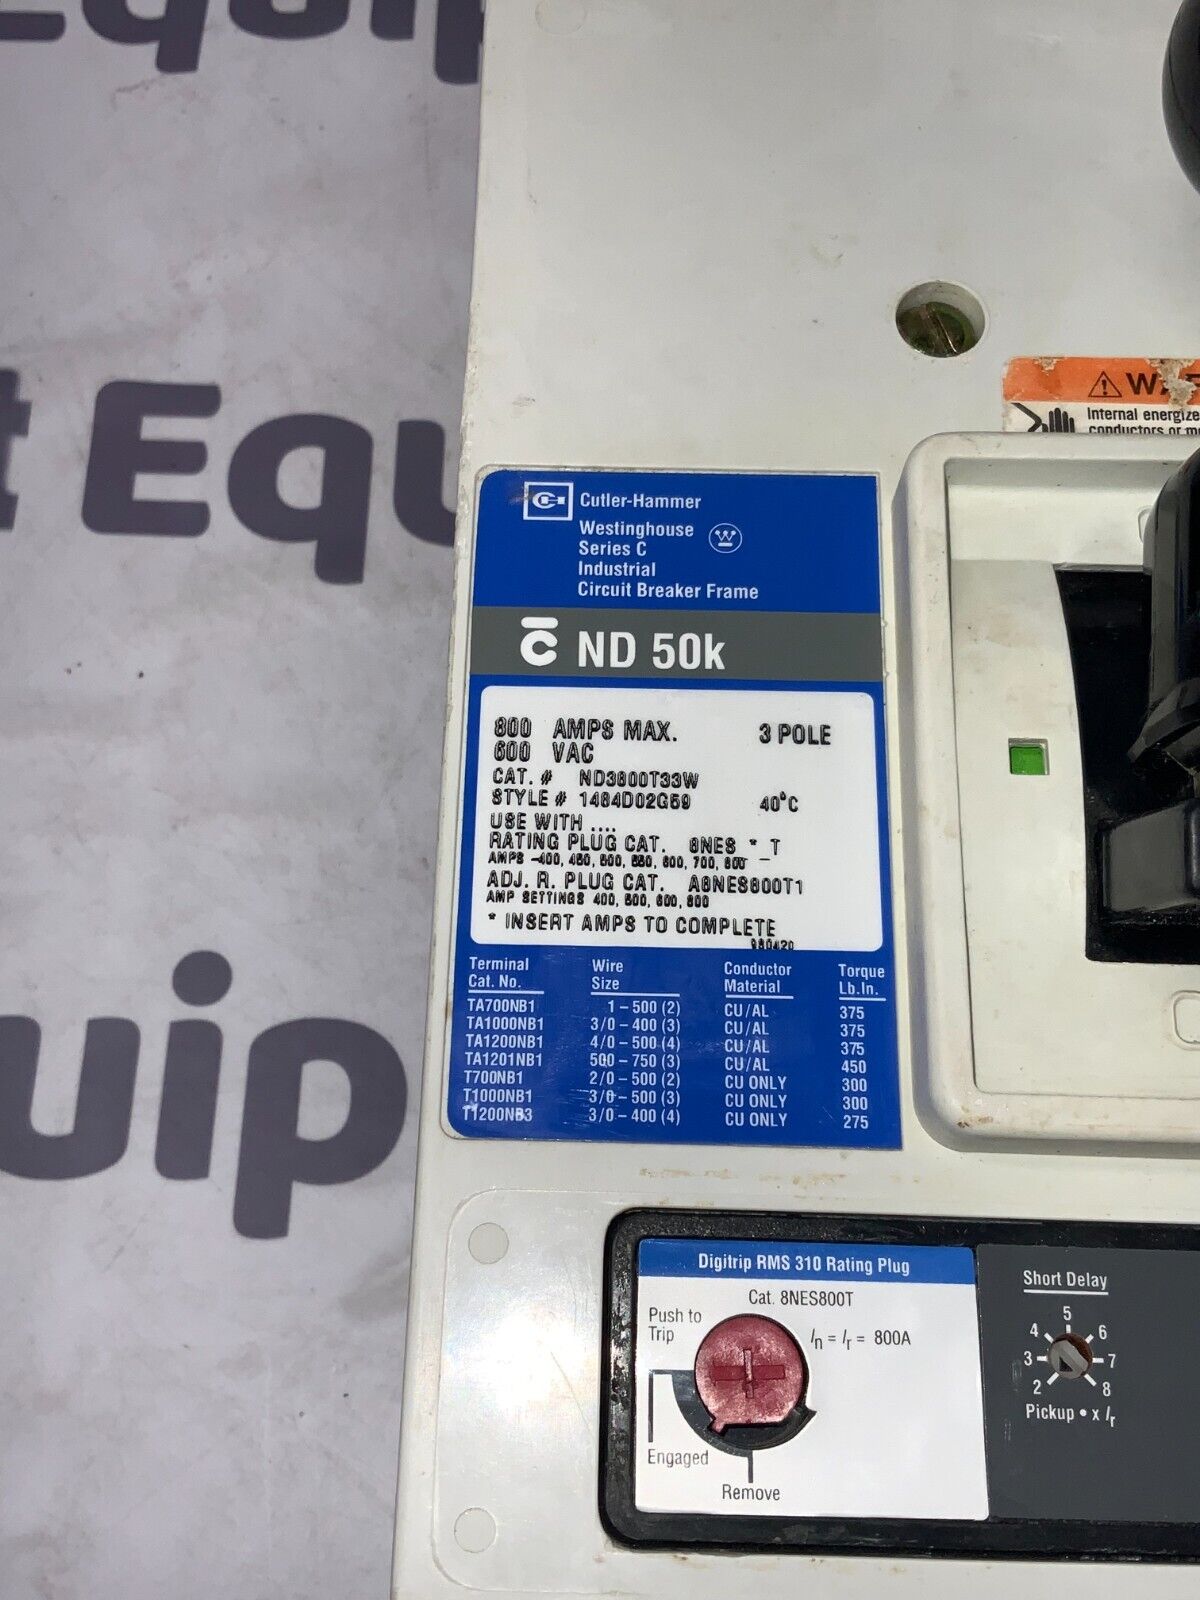 Equip
t Equ
quip
WA
Internal energize
conductors or m
Cutler-Hammer
Westinghouse
Series C
Industrial
Circuit Breaker Frame
C ND 50k
800 AMPS MAX. 3 POLE
600 VAC
CAT. # ND3800T33W
STYLE # 1484D02G59 40°C
USE WITH ....
RATING PLUG CAT. 8NES * T
AMPS -400, 450, 500, 550, 600, 700, 800
ADJ. R. PLUG CAT. A8NES800T1
AMP SETTINGS 400, 500, 600, 800
* INSERT AMPS TO COMPLETE
980420
Terminal Cat. No. Wire Size Conductor Material Torque Lb.In.
TA700NB1 1 – 500 (2) CU/AL 375
TA1000NB1 3/0 – 400 (3) CU/AL 375
TA1200NB1 4/0 – 500 (4) CU/AL 375
TA1201NB1 500 – 750 (3) CU/AL 450
T700NB1 2/0 – 500 (2) CU ONLY 300
T1000NB1 3/0 – 500 (3) CU ONLY 300
T1200NB3 3/0 – 400 (4) CU ONLY 275
Digitrip RMS 310 Rating Plug
Cat. 8NES800T
Push to
Trip
In = Ir = 800A
Engaged
Remove
Short Delay
2 3 4 5 6 7 8
Pickup • x Ir